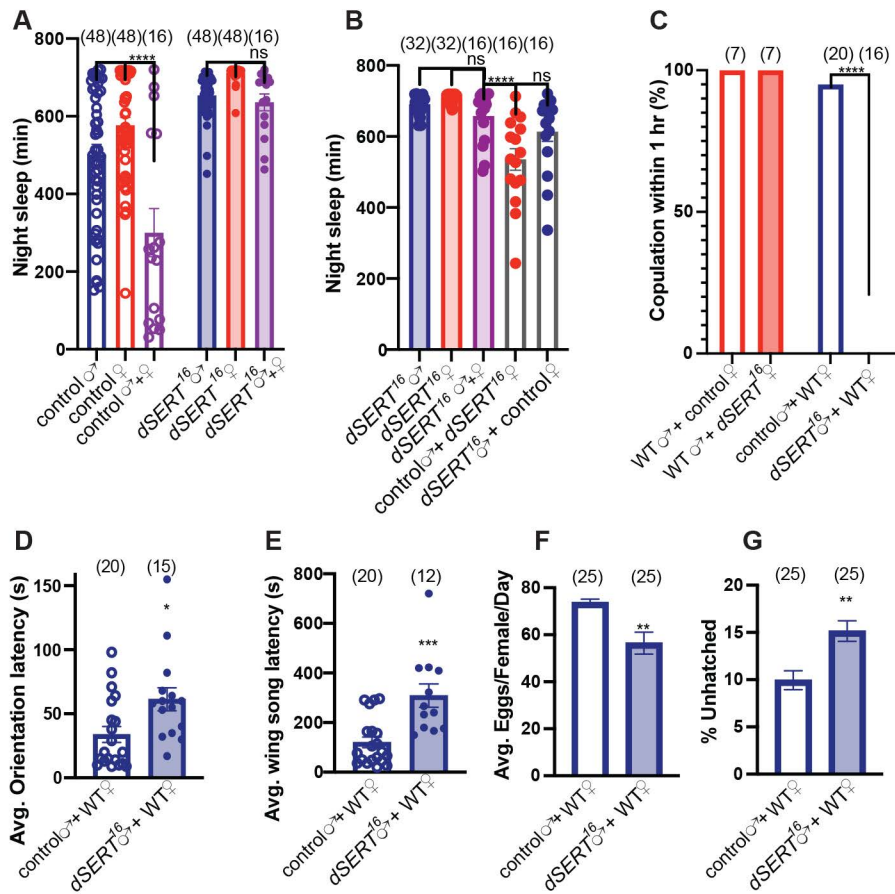 A
(48)(48)(16)
(48)(48)(16)
****
ns
Night sleep (min)
800
600
400
200
0
control♂
control♀
control♂+♀
dSERT¹⁶♂
dSERT¹⁶♀
dSERT¹⁶♂+♀
B
(32)(32)(16)(16)(16)
ns
****
ns
Night sleep (min)
800
600
400
200
0
dSERT¹⁶♂
dSERT¹⁶♀
dSERT¹⁶♂+♀
control♂+ dSERT¹⁶♀
dSERT¹⁶♂ + control♀
C
(7) (7)
(20) (16)
****
Copulation within 1 hr (%)
100
50
0
WT♂+ control♀
WT♂+ dSERT¹⁶♀
control♂+ WT♀
dSERT¹⁶♂+ WT♀
D
(20) (15)
*
Avg. Orientation latency (s)
150
100
50
0
control♂+ WT♀
dSERT¹⁶♂+ WT♀
E
(20) (12)
***
Avg. wing song latency (s)
800
600
400
200
0
control♂+ WT♀
dSERT¹⁶♂+ WT♀
F
(25) (25)
**
Avg. Eggs/Female/Day
80
60
40
20
0
control♂+ WT♀
dSERT¹⁶♂+ WT♀
G
(25) (25)
**
% Unhatched
20
15
10
5
0
control♂+ WT♀
dSERT¹⁶♂+ WT♀